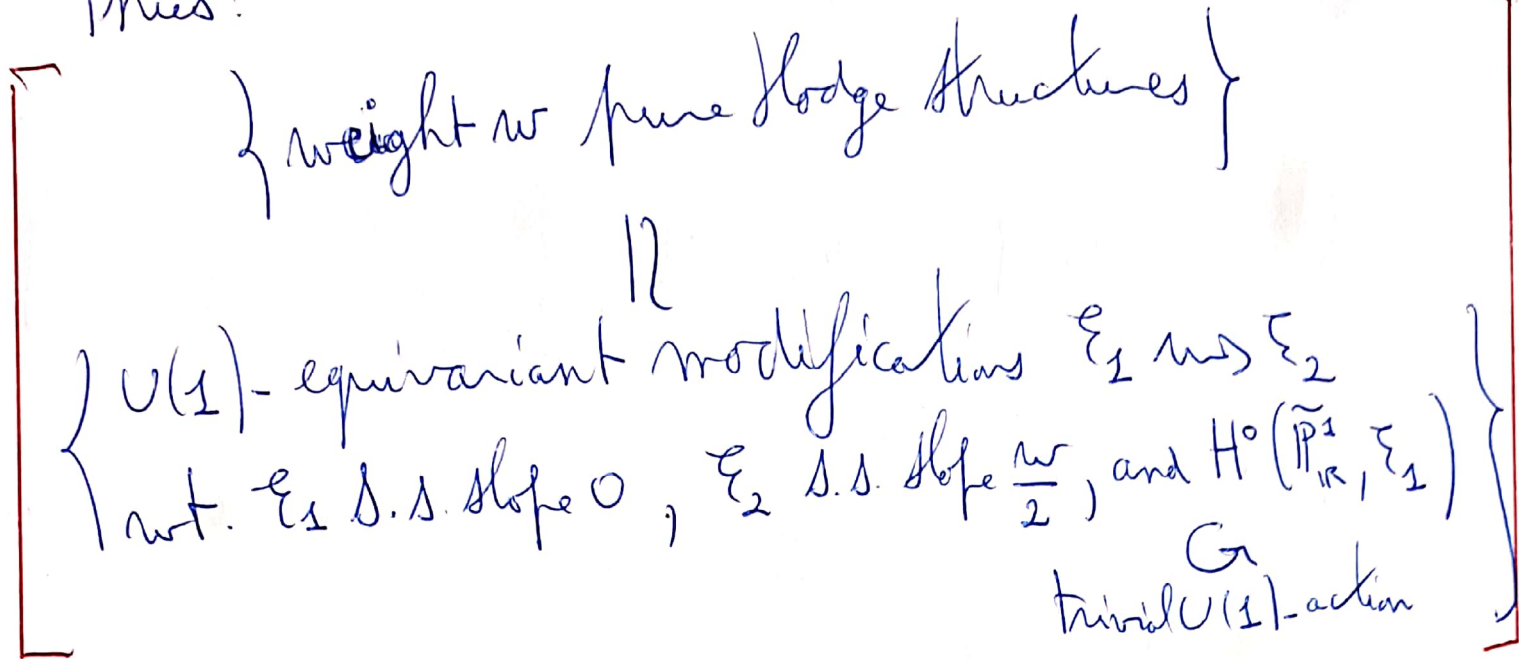 Thus:
{weight w pure Hodge structures}
≀|
{U(1)-equivariant modifications ℰ₁ ⇝ ℰ₂
s.t. ℰ₁ s.s. slope 0, ℰ₂ s.s. slope w/2, and H⁰(P̃¹_ℝ, ℰ₁)
↺
trivial U(1)-action}